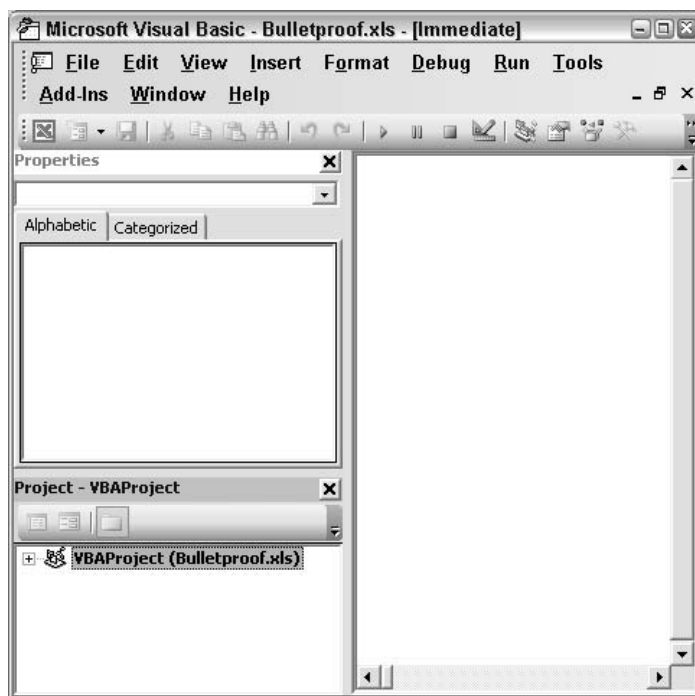 Microsoft Visual Basic - Bulletproof.xls - [Immediate]
File Edit View Insert Format Debug Run Tools
Add-Ins Window Help
Properties
Alphabetic Categorized
Project - VBAProject
VBAProject (Bulletproof.xls)